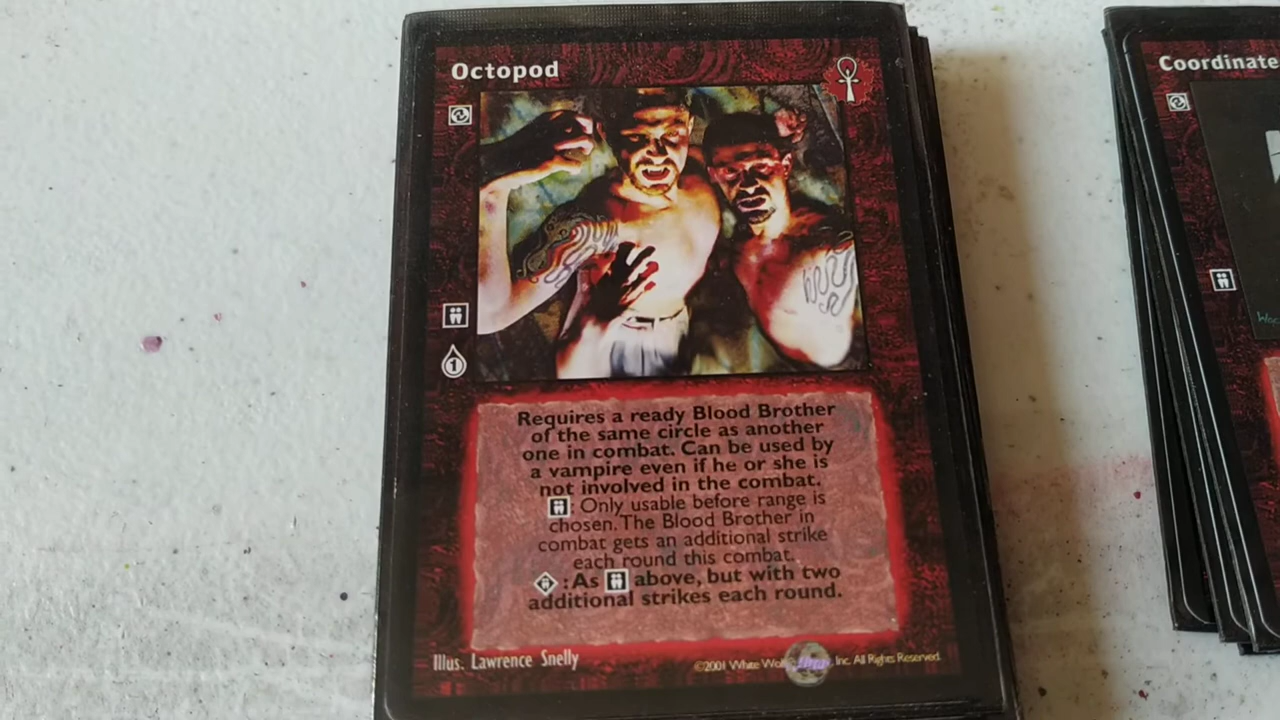 Octopod
Coordinate
1
Requires a ready Blood Brother
of the same circle as another
one in combat. Can be used by
a vampire even if he or she is
not involved in the combat.
: Only usable before range is
chosen. The Blood Brother in
combat gets an additional strike
each round this combat.
: As above, but with two
additional strikes each round.
Illus. Lawrence Snelly
©2001 White Wolf Inc. All Rights Reserved.